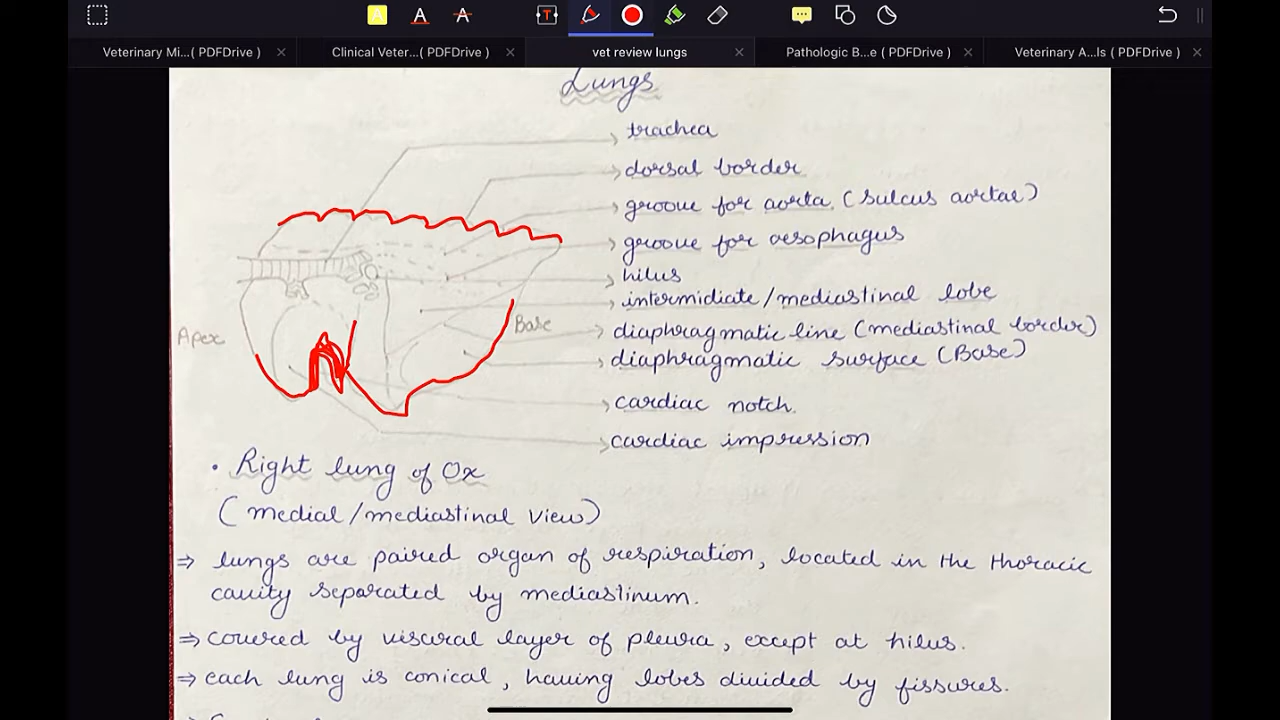 A A A T
Veterinary Mi...( PDFDrive ) × Clinical Veter...( PDFDrive ) × vet review lungs × Pathologic B...e ( PDFDrive ) × Veterinary A...ls ( PDFDrive ) ×
Lungs
trachea
dorsal border
groove for aorta (sulcus aortae)
groove for oesophagus
hilus
intermidiate/mediastinal lobe
Apex
Base
diaphragmatic line (mediastinal border)
diaphragmatic surface (Base)
cardiac notch.
cardiac impression
• Right lung of Ox
(medial/mediastinal view)
⇒ lungs are paired organ of respiration, located in the thoracic
cavity separated by mediastinum.
⇒ covered by visceral layer of pleura, except at hilus.
⇒ each lung is conical, having lobes divided by fissures.